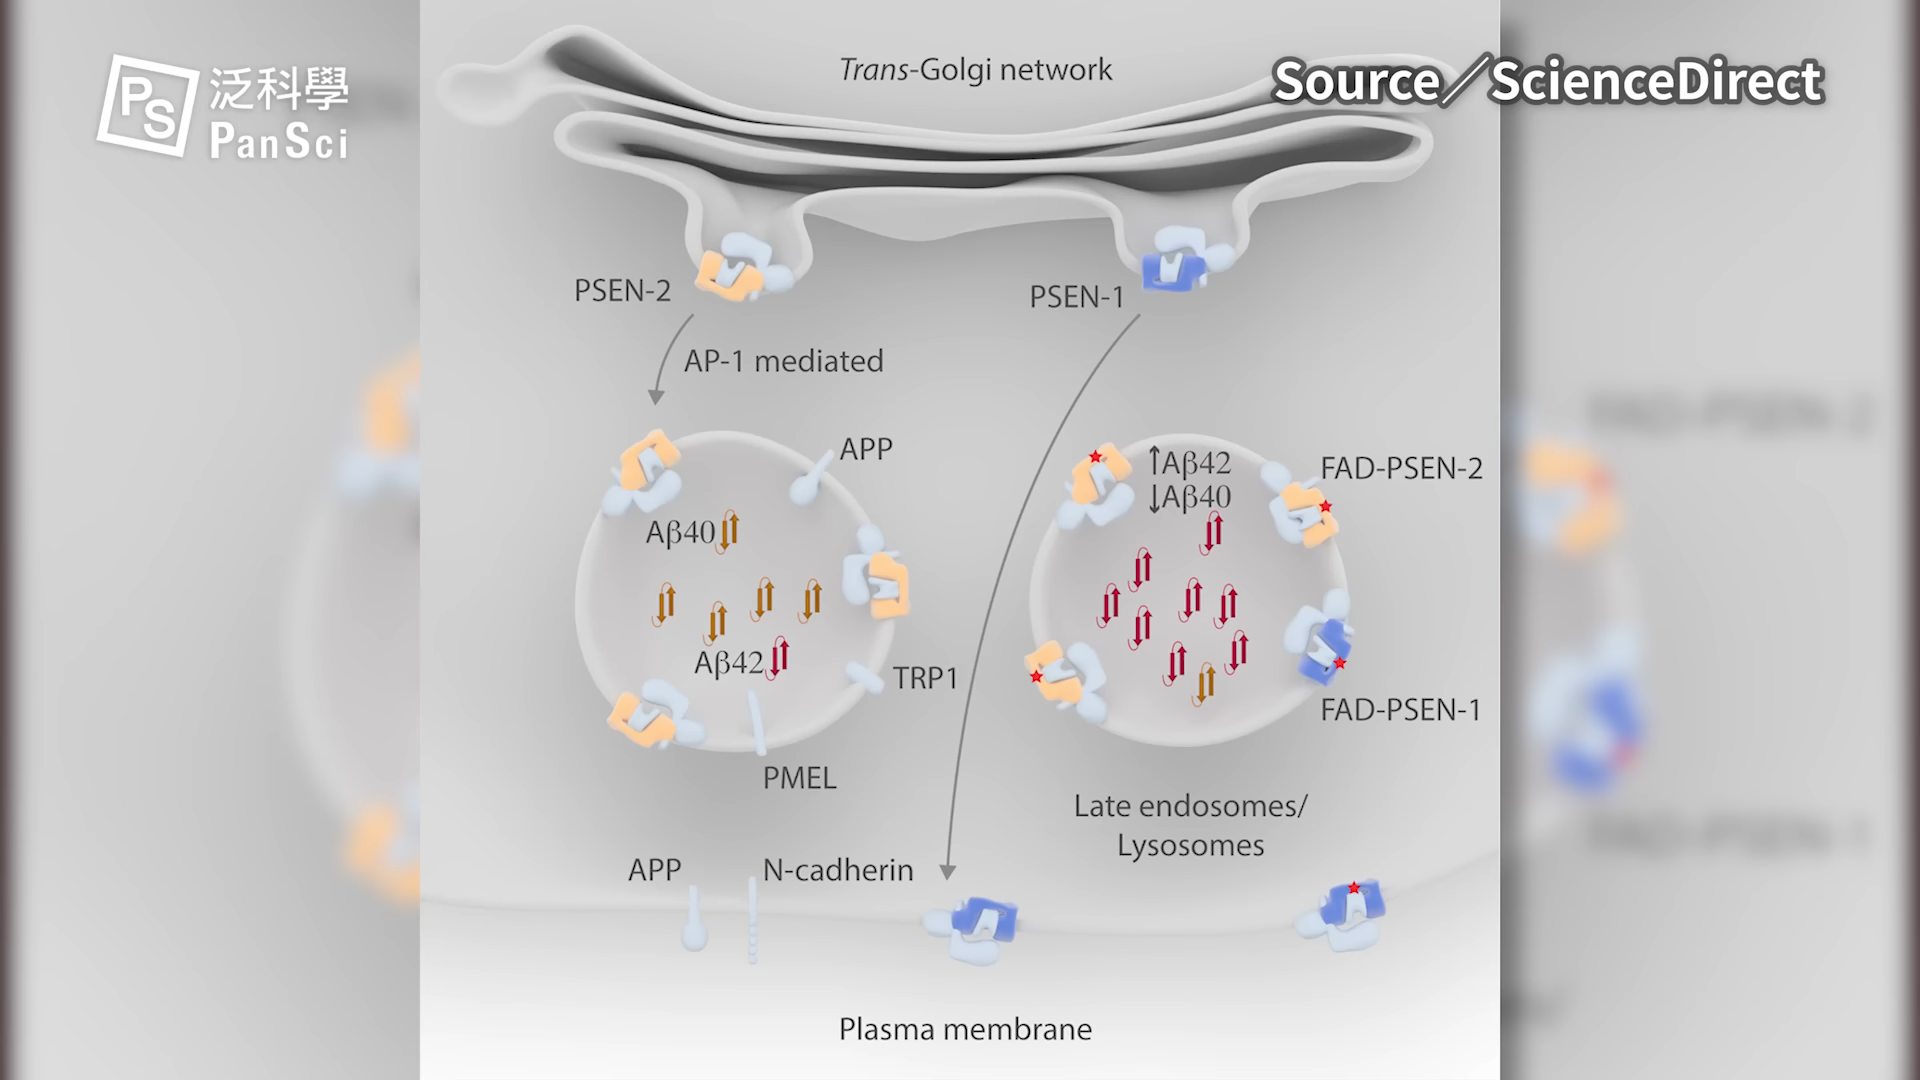 PS
泛科學
PanSci
Source／ScienceDirect
Trans-Golgi network
PSEN-2
PSEN-1
AP-1 mediated
APP
Aβ40
Aβ42
TRP1
PMEL
↑Aβ42
↓Aβ40
FAD-PSEN-2
FAD-PSEN-1
Late endosomes/
Lysosomes
APP
N-cadherin
Plasma membrane